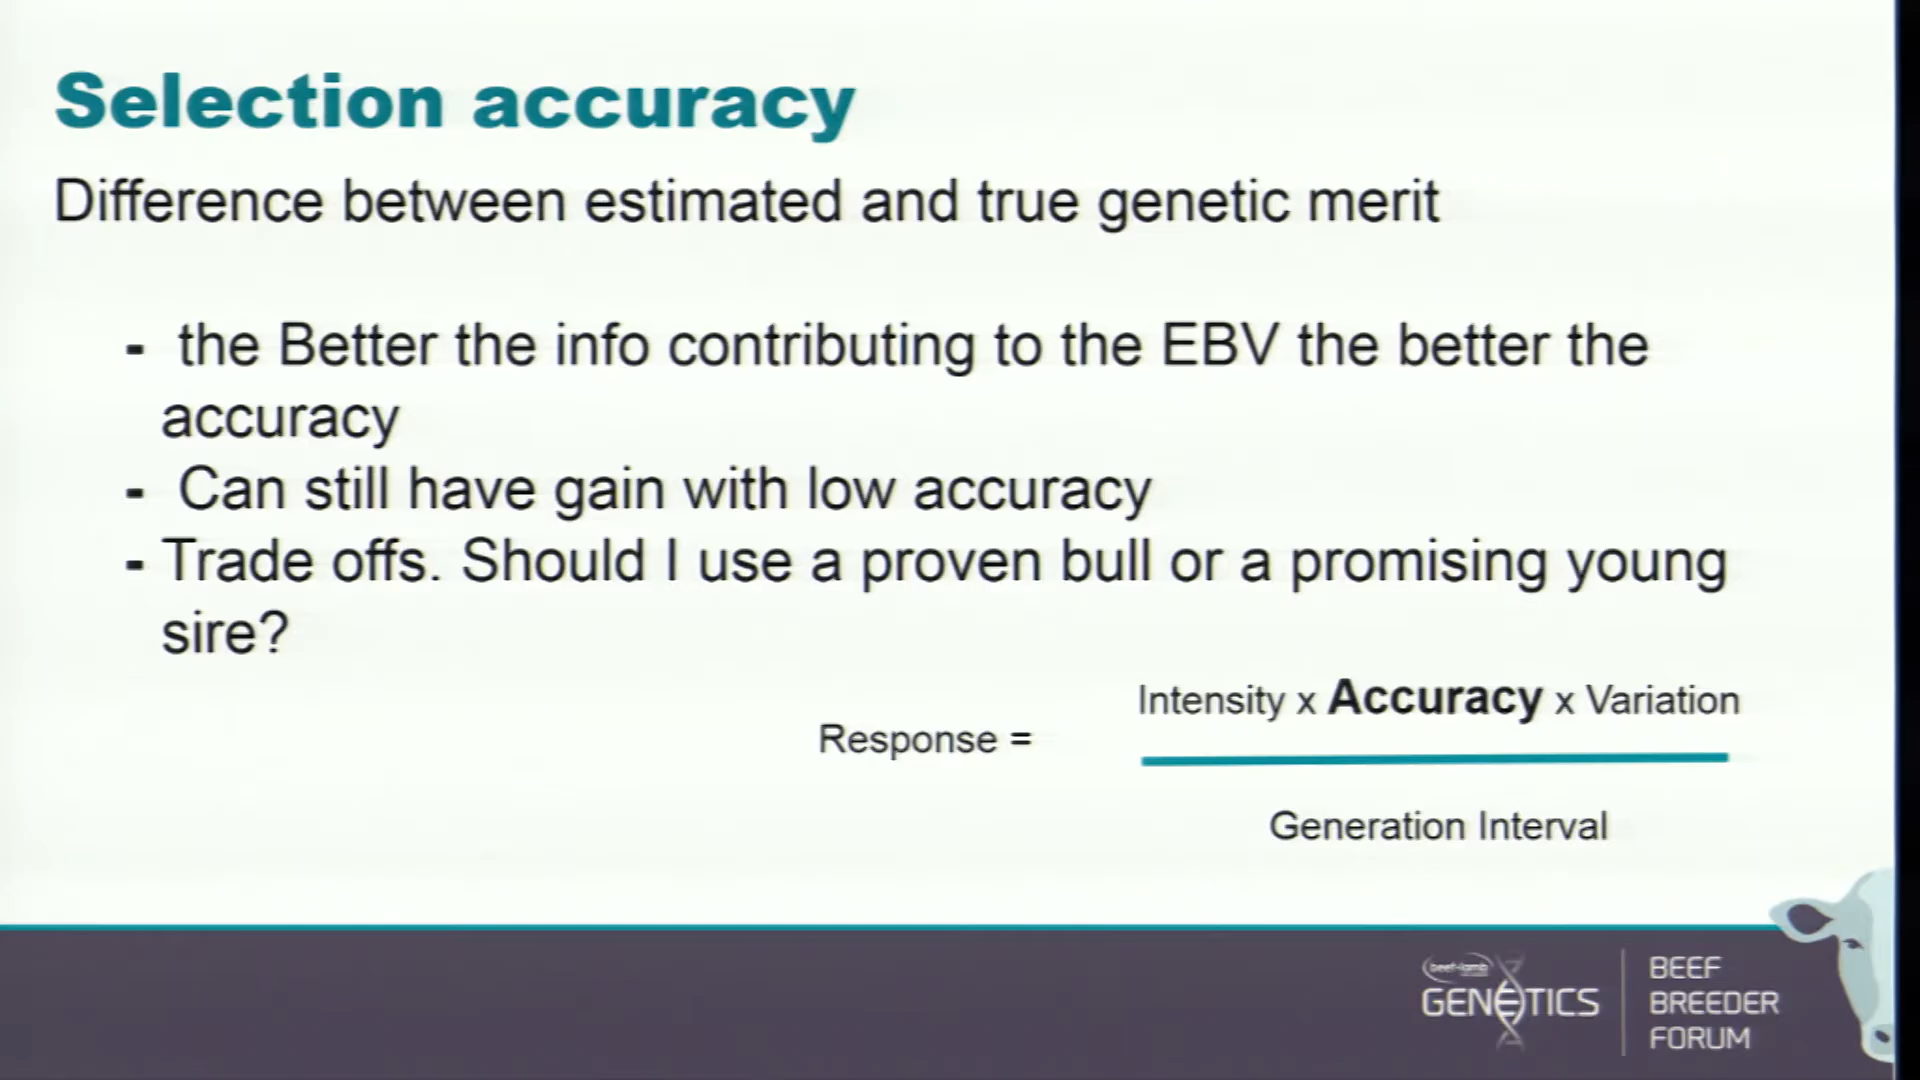 Selection accuracy
Difference between estimated and true genetic merit
- the Better the info contributing to the EBV the better the
accuracy
- Can still have gain with low accuracy
- Trade offs. Should I use a proven bull or a promising young
sire?
Response =
Intensity x Accuracy x Variation
Generation Interval
beef+lamb
GENETICS
BEEF
BREEDER
FORUM